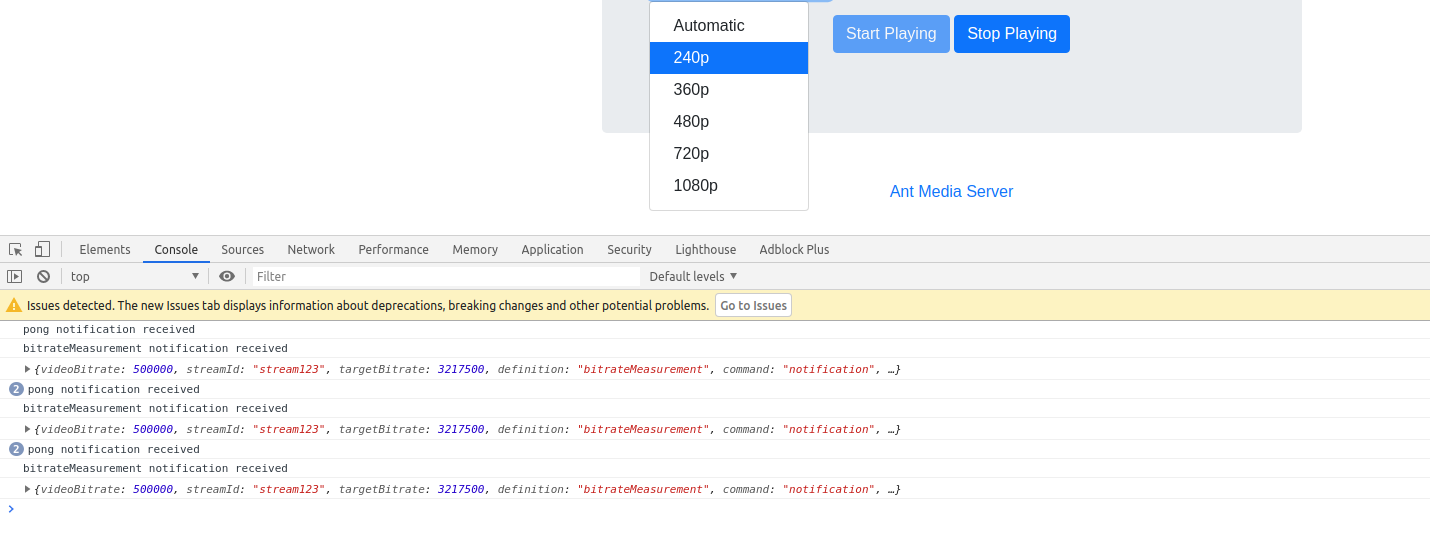 Automatic
240p
360p
480p
720p
1080p
Start Playing Stop Playing
Ant Media Server
Elements Console Sources Network Performance Memory Application Security Lighthouse Adblock Plus
top Filter Default levels
Issues detected. The new Issues tab displays information about deprecations, breaking changes and other potential problems. Go to Issues
pong notification received
bitrateMeasurement notification received
{videoBitrate: 500000, streamId: "stream123", targetBitrate: 3217500, definition: "bitrateMeasurement", command: "notification", …}
2 pong notification received
bitrateMeasurement notification received
{videoBitrate: 500000, streamId: "stream123", targetBitrate: 3217500, definition: "bitrateMeasurement", command: "notification", …}
2 pong notification received
bitrateMeasurement notification received
{videoBitrate: 500000, streamId: "stream123", targetBitrate: 3217500, definition: "bitrateMeasurement", command: "notification", …}